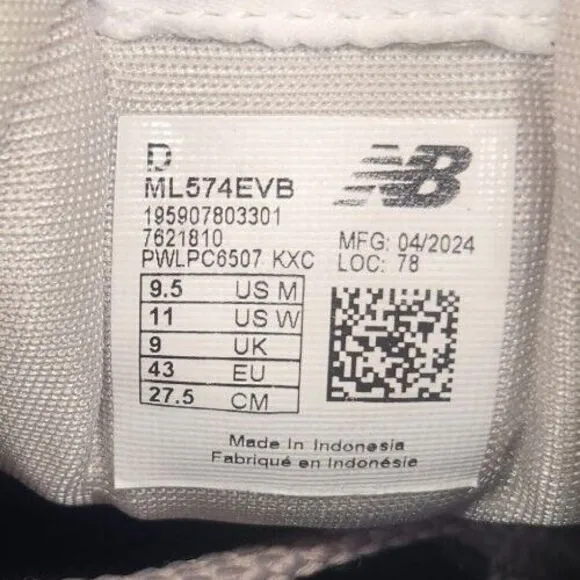 D
ML574EVB
195907803301
7621810
PWLPC6507 KXC
NB
MFG: 04/2024
LOC: 78
9.5 US M
11 US W
9 UK
43 EU
27.5 CM
Made In Indonesia
Fabriqué en Indonésie